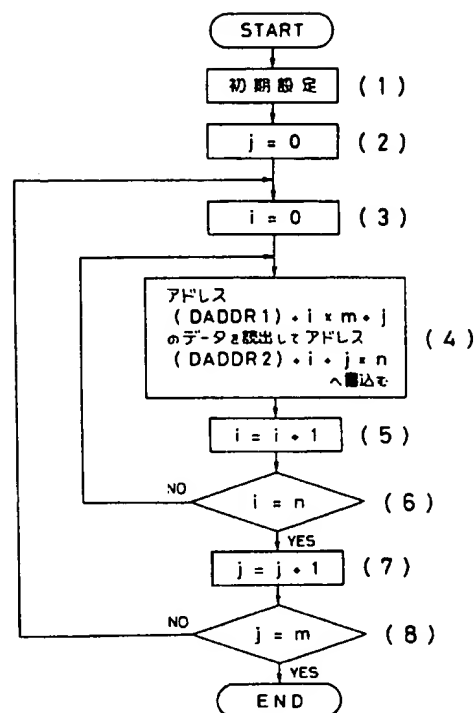 START
初期設定 (1)
j = 0 (2)
i = 0 (3)
アドレス
(DADDR1) + i × m + j
のデータを読出してアドレス (4)
(DADDR2) + i + j × n
へ書込む
i = i + 1 (5)
NO i = n (6)
YES
j = j + 1 (7)
NO j = m (8)
YES
END